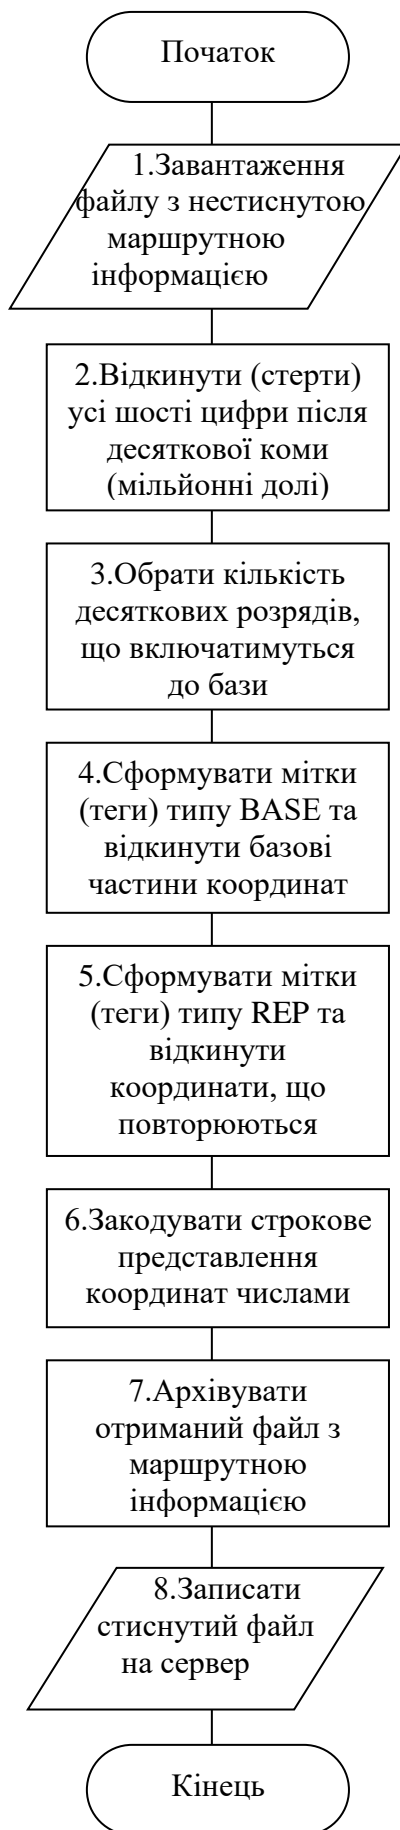 Початок
1.Завантаження
файлу з нестиснутою
маршрутною
інформацією
2.Відкинути (стерти)
усі шості цифри після
десяткової коми
(мільйонні долі)
3.Обрати кількість
десяткових розрядів,
що включатимуться
до бази
4.Сформувати мітки
(теги) типу BASE та
відкинути базові
частини координат
5.Сформувати мітки
(теги) типу REP та
відкинути
координати, що
повторюються
6.Закодувати строкове
представлення
координат числами
7.Архівувати
отриманий файл з
маршрутною
інформацією
8.Записати
стиснутий файл
на сервер
Кінець